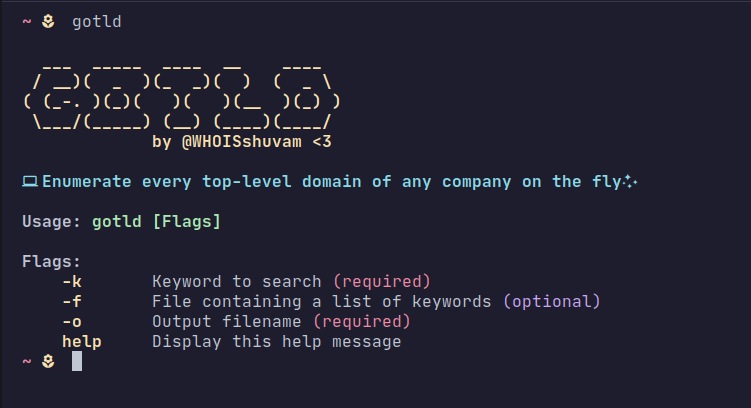 ~ gotld
  ___  _____  ____  __    ____
 / __)(  _  )(_  _)(  )  (  _ \
( (_-. )(_)(   )(   )(__  )(_) )
 \___/(_____) (__) (____)(____/
by @WHOISshuvam <3
Enumerate every top-level domain of any company on the fly
Usage: gotld [Flags]
Flags:
-k Keyword to search (required)
-f File containing a list of keywords (optional)
-o Output filename (required)
help Display this help message
~